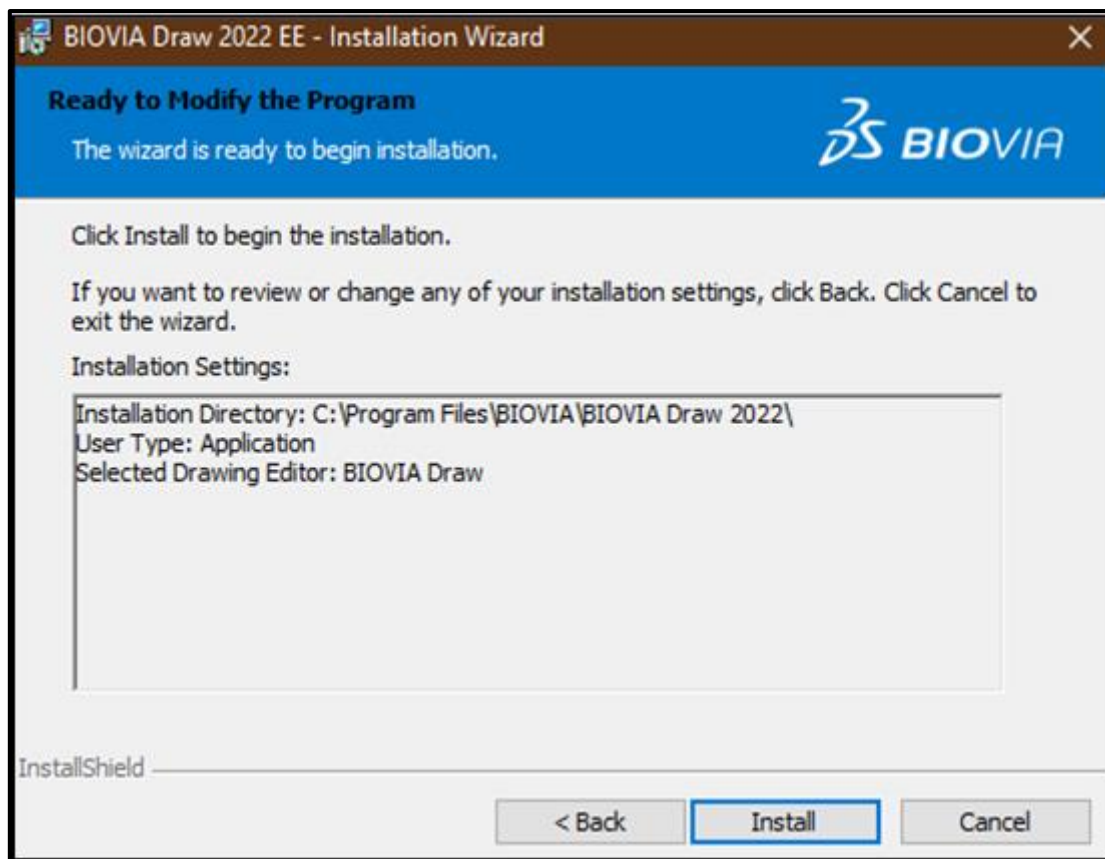 BIOVIA Draw 2022 EE - Installation Wizard
Ready to Modify the Program
The wizard is ready to begin installation.
3DS BIOVIA
Click Install to begin the installation.
If you want to review or change any of your installation settings, click Back. Click Cancel to
exit the wizard.
Installation Settings:
Installation Directory: C:\Program Files\BIOVIA\BIOVIA Draw 2022\
User Type: Application
Selected Drawing Editor: BIOVIA Draw
InstallShield
< Back
Install
Cancel